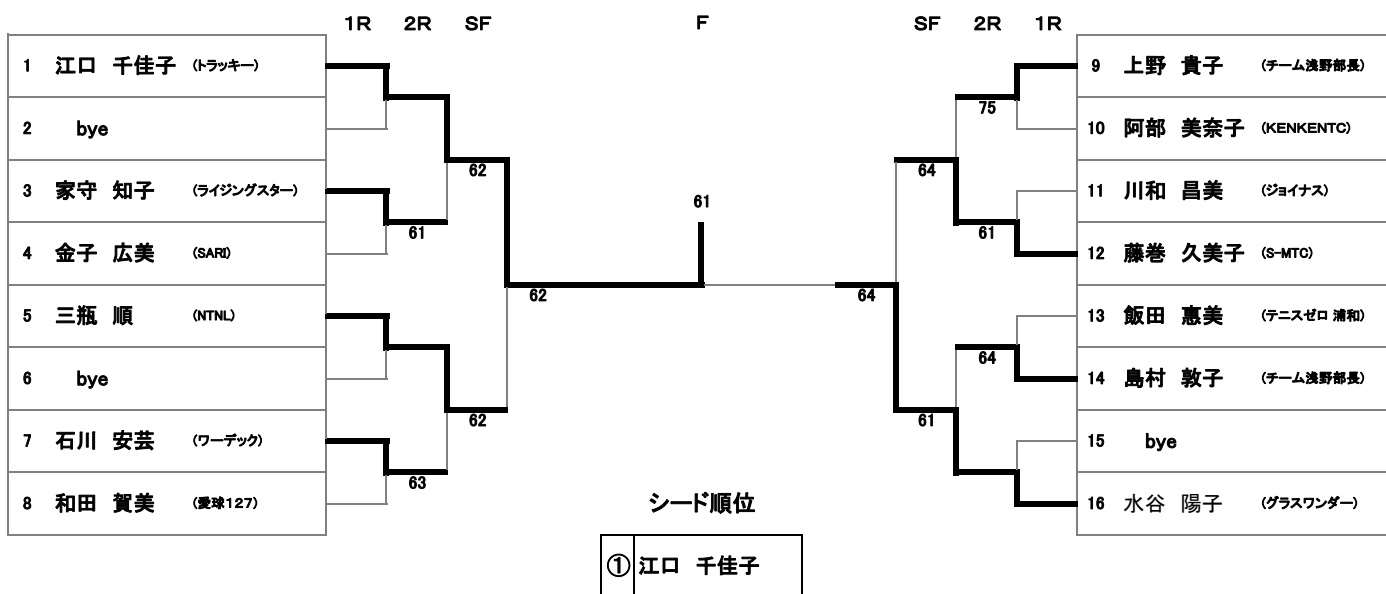 1R 2R SF F SF 2R 1R
1 江口 千佳子 (トラッキー)
2 bye
3 家守 知子 (ライジングスター)
4 金子 広美 (SARI)
5 三瓶 順 (NTNL)
6 bye
7 石川 安芸 (ワーデック)
8 和田 賀美 (愛球127)
61
63
62
62
62
61
64
64
61
75
61
64
9 上野 貴子 (チーム浅野部長)
10 阿部 美奈子 (KENKENTC)
11 川和 昌美 (ジョイナス)
12 藤巻 久美子 (S-MTC)
13 飯田 惠美 (テニスゼロ 浦和)
14 島村 敦子 (チーム浅野部長)
15 bye
16 水谷 陽子 (グラスワンダー)
シード順位
① 江口 千佳子